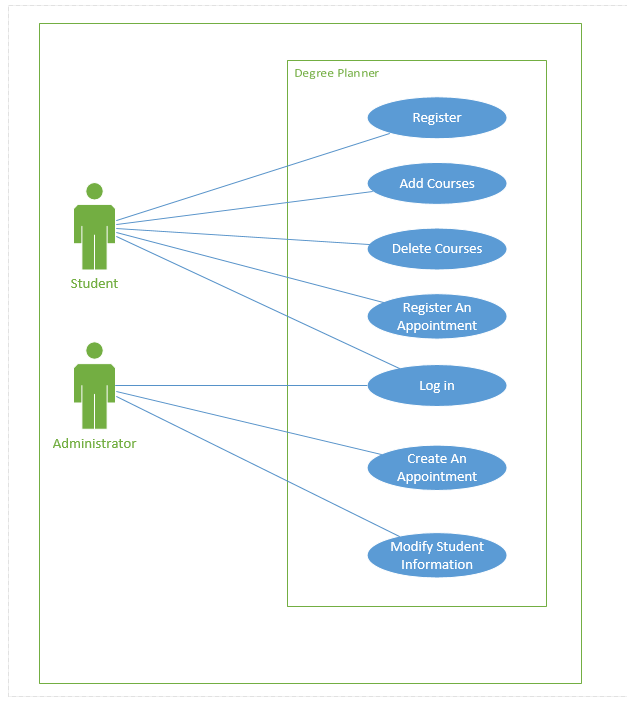 Degree Planner
Register
Add Courses
Delete Courses
Student
Register An
Appointment
Log in
Administrator
Create An
Appointment
Modify Student
Information